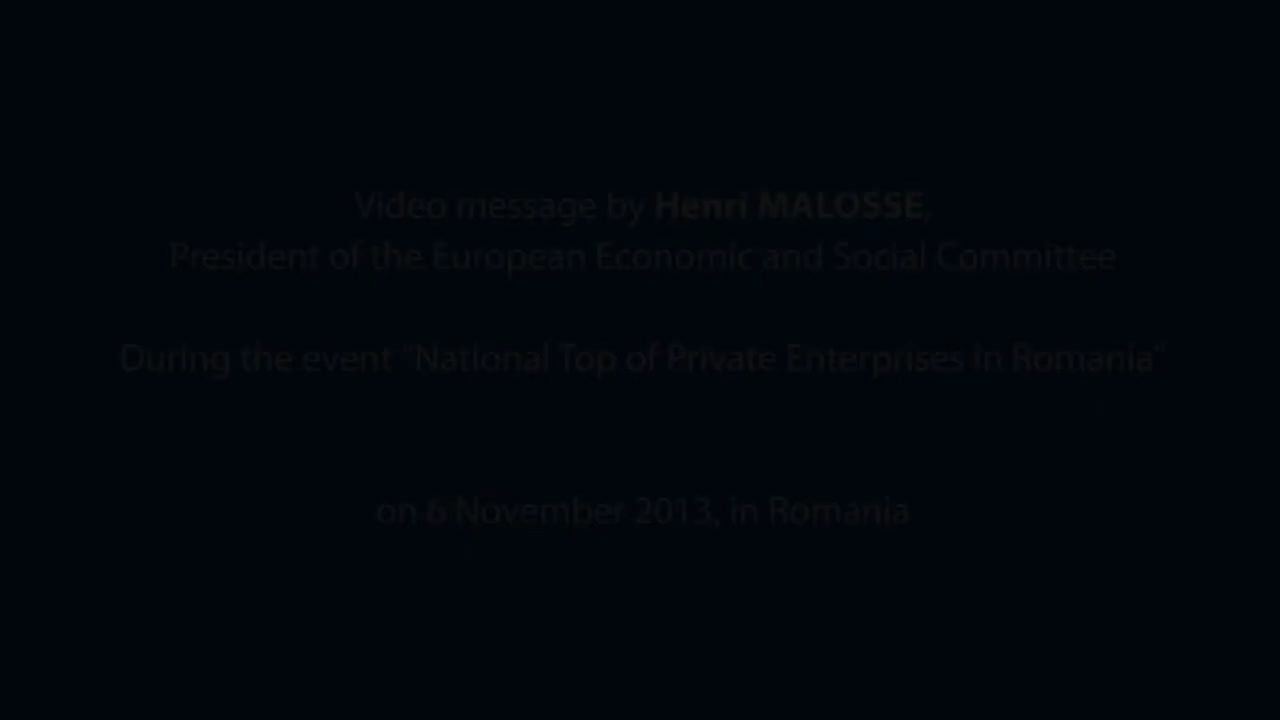 Video message by Henri MALOSSE,
President of the European Economic and Social Committee
During the event "National Top of Private Enterprises in Romania"
on 6 November 2013, in Romania